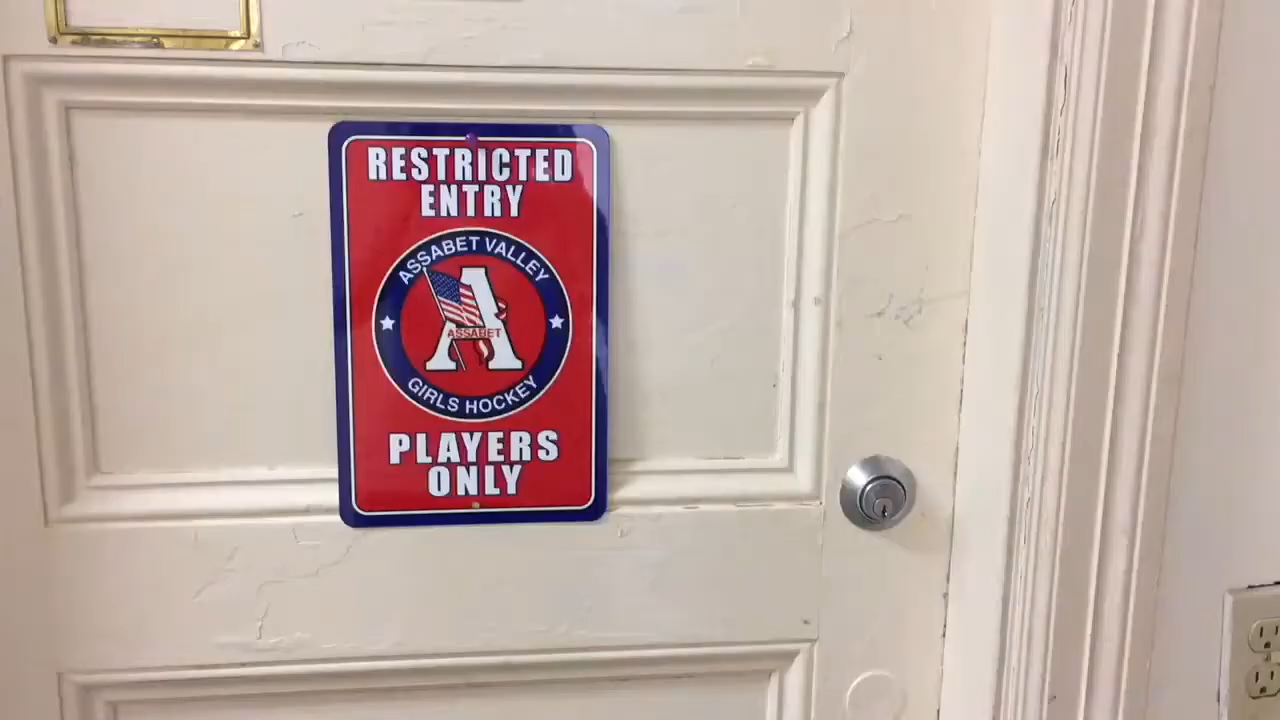 RESTRICTED
ENTRY
ASSABET VALLEY
ASSABET
GIRLS HOCKEY
PLAYERS
ONLY